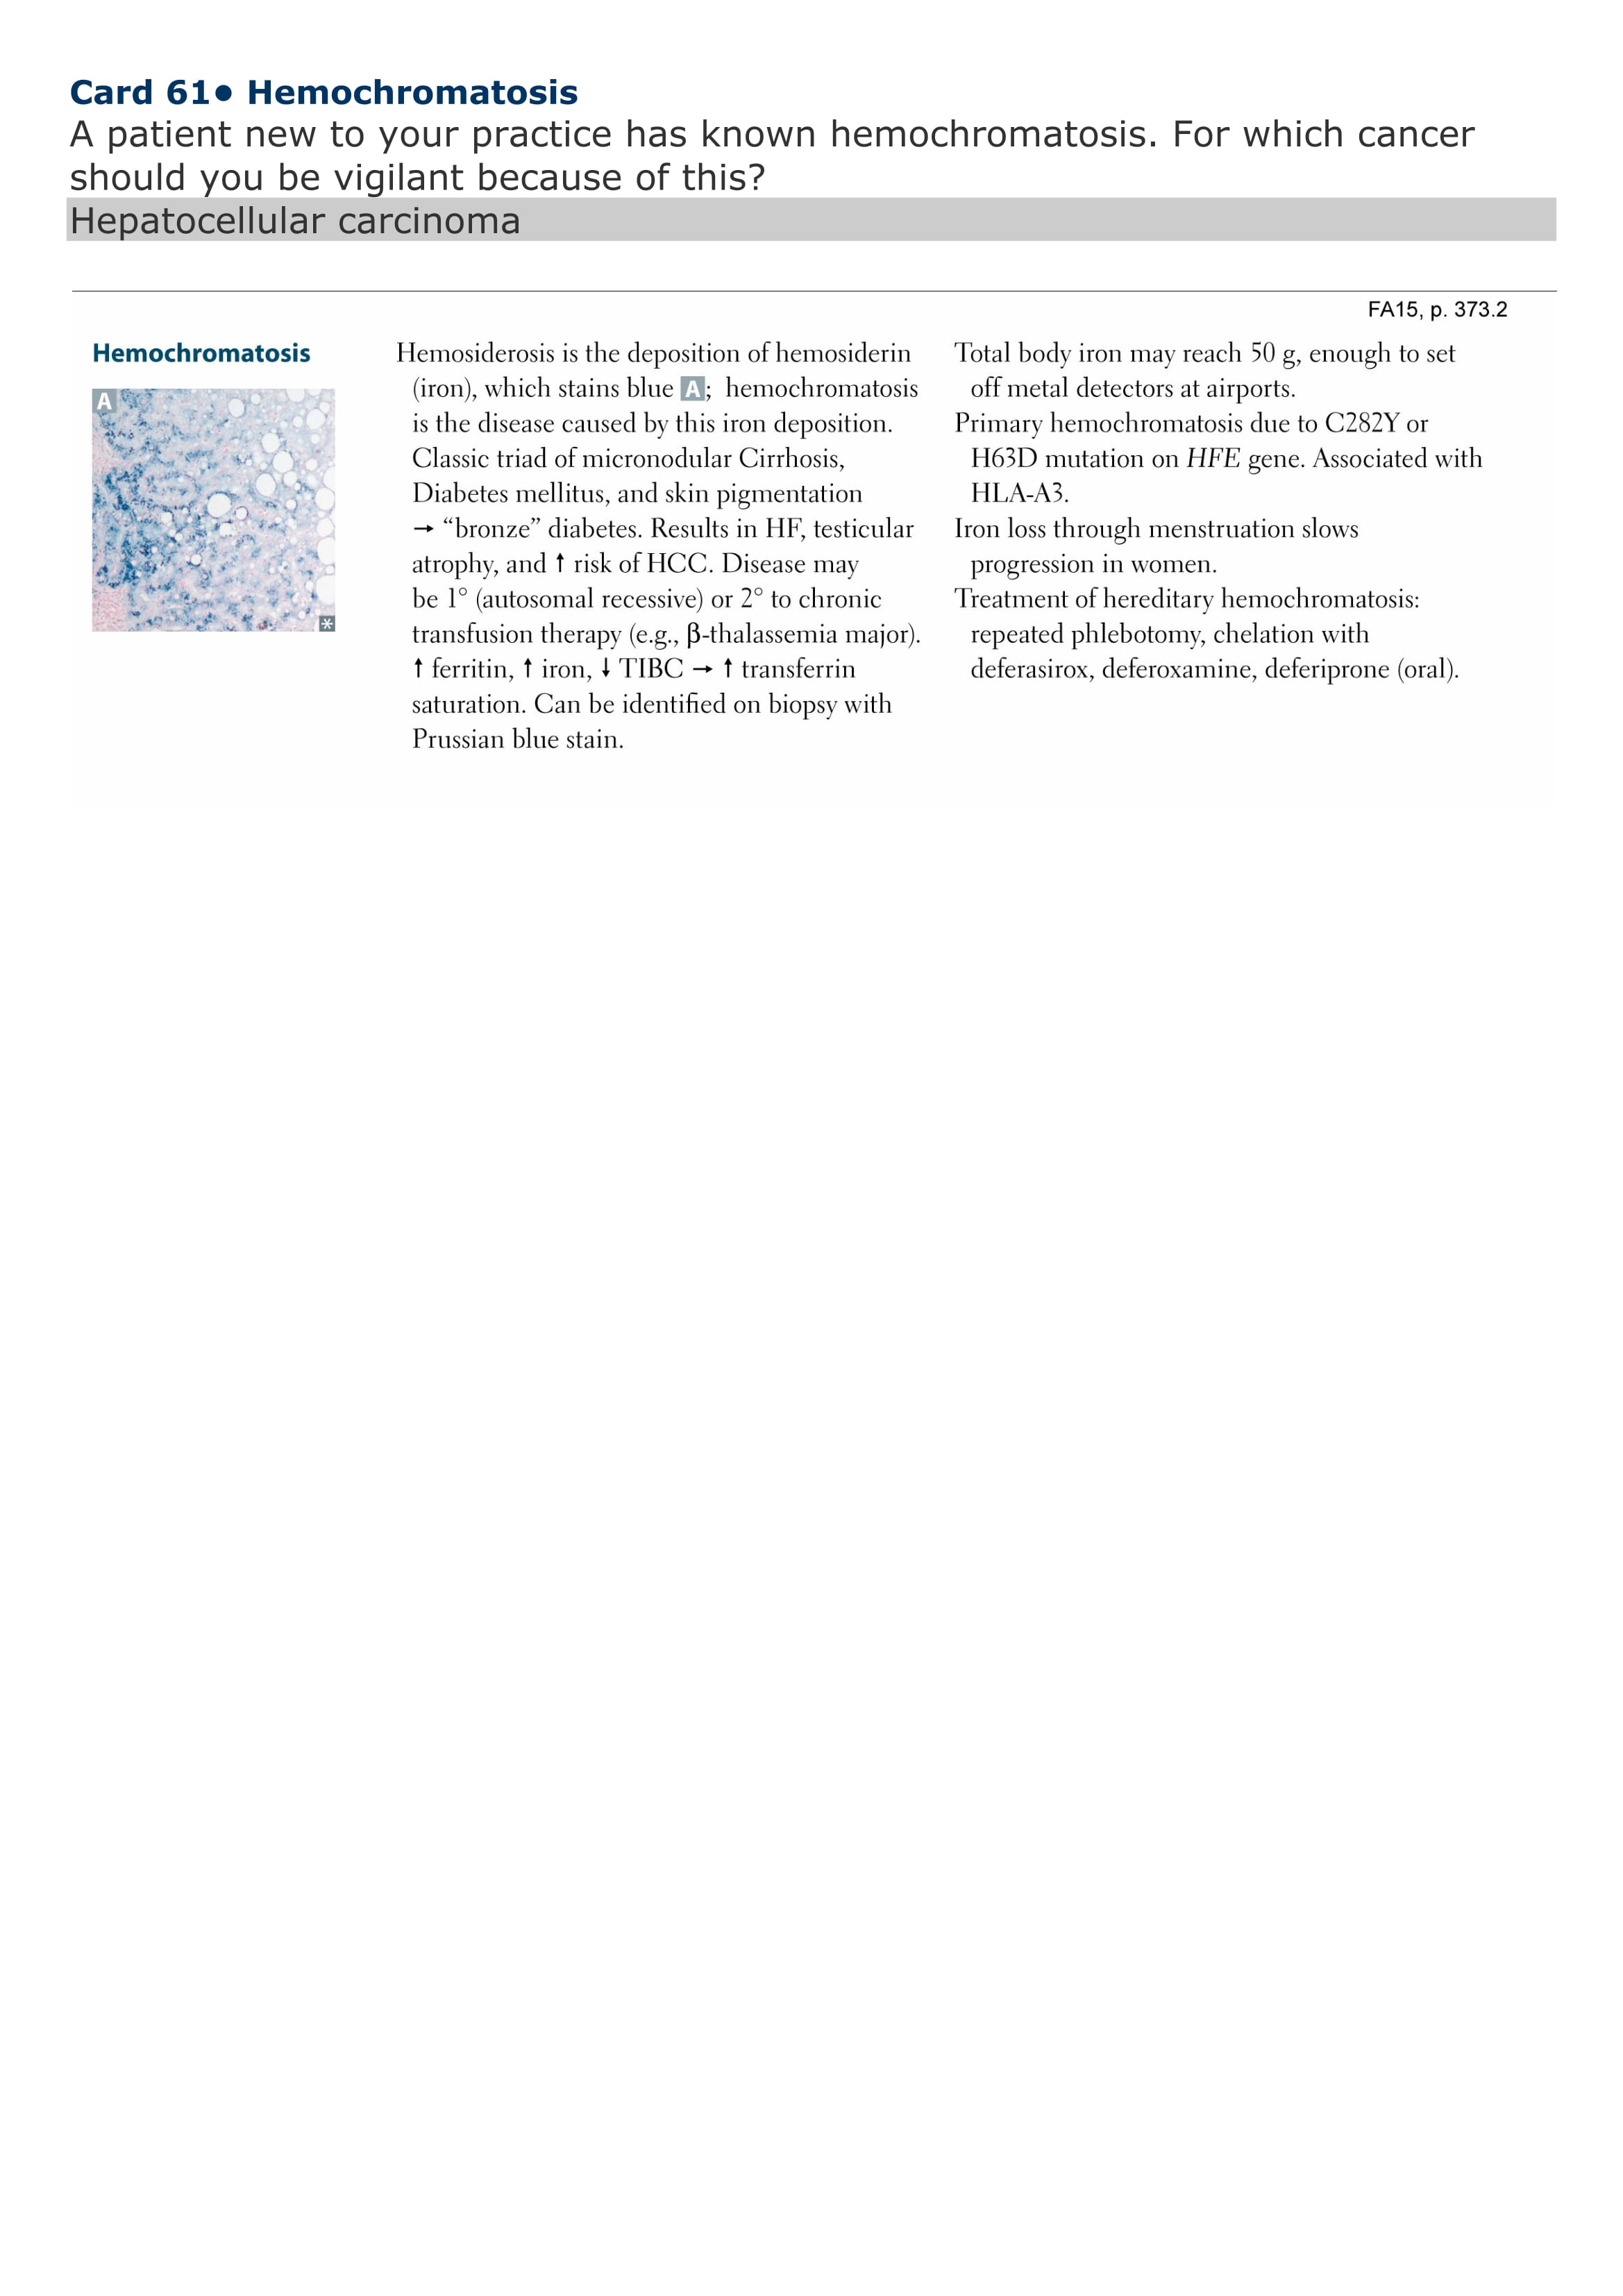 Card 61• Hemochromatosis
A patient new to your practice has known hemochromatosis. For which cancer
should you be vigilant because of this?
Hepatocellular carcinoma
FA15, p. 373.2
Hemochromatosis
A
*
Hemosiderosis is the deposition of hemosiderin
(iron), which stains blue A; hemochromatosis
is the disease caused by this iron deposition.
Classic triad of micronodular Cirrhosis,
Diabetes mellitus, and skin pigmentation
→ “bronze” diabetes. Results in HF, testicular
atrophy, and ↑ risk of HCC. Disease may
be 1° (autosomal recessive) or 2° to chronic
transfusion therapy (e.g., β-thalassemia major).
↑ ferritin, ↑ iron, ↓ TIBC → ↑ transferrin
saturation. Can be identified on biopsy with
Prussian blue stain.
Total body iron may reach 50 g, enough to set
off metal detectors at airports.
Primary hemochromatosis due to C282Y or
H63D mutation on HFE gene. Associated with
HLA-A3.
Iron loss through menstruation slows
progression in women.
Treatment of hereditary hemochromatosis:
repeated phlebotomy, chelation with
deferasirox, deferoxamine, deferiprone (oral).